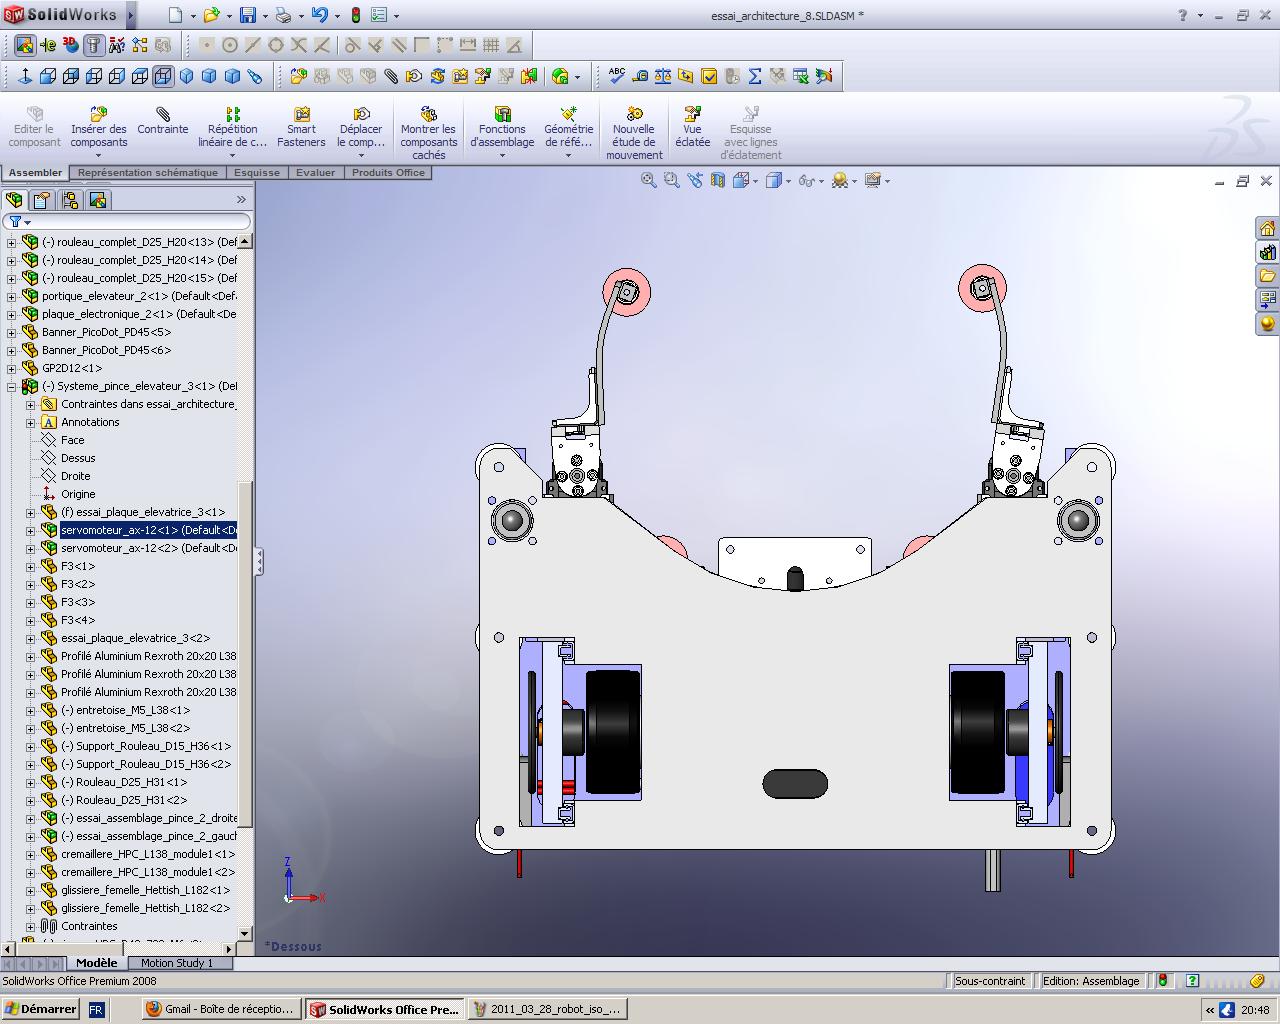 SolidWorks
essai_architecture_8.SLDASM *
Editer le composant
Insérer des composants
Contrainte
Répétition linéaire de c...
Smart Fasteners
Déplacer le comp...
Montrer les composants cachés
Fonctions d'assemblage
Géométrie de réfé...
Nouvelle étude de mouvement
Vue éclatée
Esquisse avec lignes d'éclatement
Assembler
Représentation schématique
Esquisse
Evaluer
Produits Office
(-) rouleau_complet_D25_H20<13> (Def
(-) rouleau_complet_D25_H20<14> (Def
(-) rouleau_complet_D25_H20<15> (Def
portique_elevateur_2<1> (Default<Def
plaque_electronique_2<1> (Default<De
Banner_PicoDot_PD45<5>
Banner_PicoDot_PD45<6>
GP2D12<1>
(-) Systeme_pince_elevateur_3<1> (Del
Contraintes dans essai_architecture_
Annotations
Face
Dessus
Droite
Origine
(f) essai_plaque_elevatrice_3<1>
servomoteur_ax-12<1> (Default<De
servomoteur_ax-12<2> (Default<De
F3<1>
F3<2>
F3<3>
F3<4>
essai_plaque_elevatrice_3<2>
Profilé Aluminium Rexroth 20x20 L38
Profilé Aluminium Rexroth 20x20 L38
Profilé Aluminium Rexroth 20x20 L38
(-) entretoise_M5_L38<1>
(-) entretoise_M5_L38<2>
(-) Support_Rouleau_D15_H36<1>
(-) Support_Rouleau_D15_H36<2>
(-) Rouleau_D25_H31<1>
(-) Rouleau_D25_H31<2>
(-) essai_assemblage_pince_2_droite
(-) essai_assemblage_pince_2_gauch
cremaillere_HPC_L138_module1<1>
cremaillere_HPC_L138_module1<2>
glissiere_femelle_Hettish_L182<1>
glissiere_femelle_Hettish_L182<2>
Contraintes
Z
X
*Dessous
Modèle
Motion Study 1
SolidWorks Office Premium 2008
Sous-contraint
Edition: Assemblage
Démarrer
FR
Gmail - Boîte de réceptio...
SolidWorks Office Pre...
2011_03_28_robot_iso_...
20:48